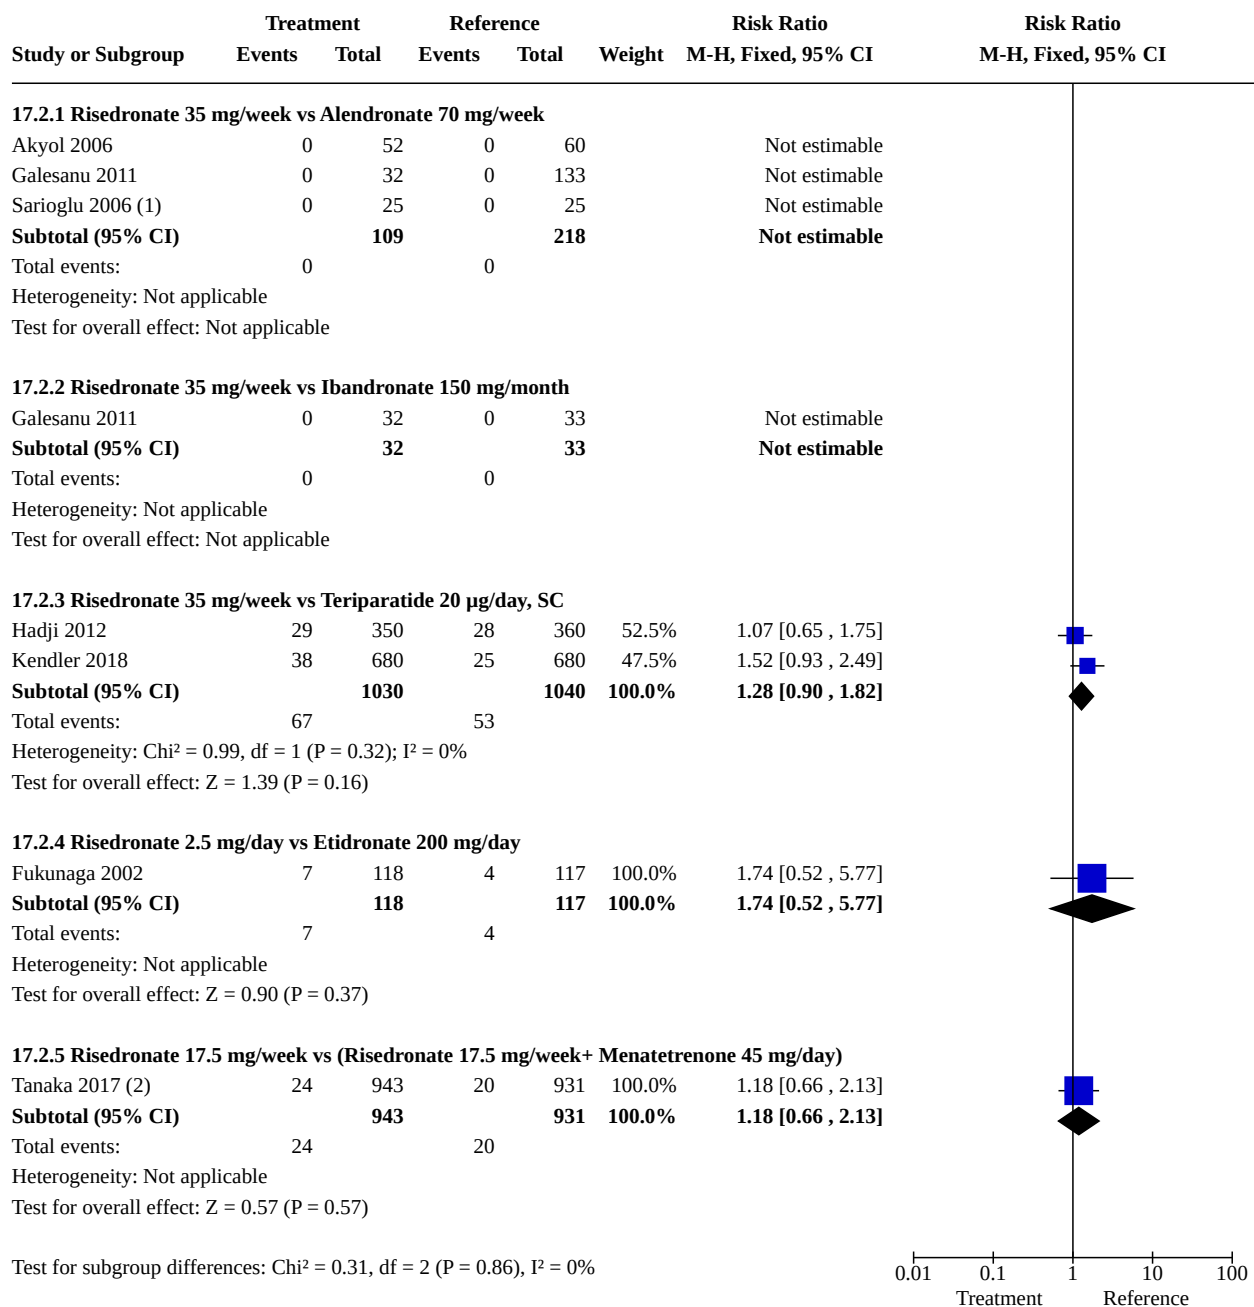 Treatment Reference Risk Ratio Risk Ratio
Study or Subgroup Events Total Events Total Weight M-H, Fixed, 95% CI M-H, Fixed, 95% CI
17.2.1 Risedronate 35 mg/week vs Alendronate 70 mg/week
Akyol 2006 0 52 0 60 Not estimable
Galesanu 2011 0 32 0 133 Not estimable
Sarioglu 2006 (1) 0 25 0 25 Not estimable
Subtotal (95% CI) 109 218 Not estimable
Total events: 0 0
Heterogeneity: Not applicable
Test for overall effect: Not applicable
17.2.2 Risedronate 35 mg/week vs Ibandronate 150 mg/month
Galesanu 2011 0 32 0 33 Not estimable
Subtotal (95% CI) 32 33 Not estimable
Total events: 0 0
Heterogeneity: Not applicable
Test for overall effect: Not applicable
17.2.3 Risedronate 35 mg/week vs Teriparatide 20 µg/day, SC
Hadji 2012 29 350 28 360 52.5% 1.07 [0.65 , 1.75]
Kendler 2018 38 680 25 680 47.5% 1.52 [0.93 , 2.49]
Subtotal (95% CI) 1030 1040 100.0% 1.28 [0.90 , 1.82]
Total events: 67 53
Heterogeneity: Chi² = 0.99, df = 1 (P = 0.32); I² = 0%
Test for overall effect: Z = 1.39 (P = 0.16)
17.2.4 Risedronate 2.5 mg/day vs Etidronate 200 mg/day
Fukunaga 2002 7 118 4 117 100.0% 1.74 [0.52 , 5.77]
Subtotal (95% CI) 118 117 100.0% 1.74 [0.52 , 5.77]
Total events: 7 4
Heterogeneity: Not applicable
Test for overall effect: Z = 0.90 (P = 0.37)
17.2.5 Risedronate 17.5 mg/week vs (Risedronate 17.5 mg/week+ Menatetrenone 45 mg/day)
Tanaka 2017 (2) 24 943 20 931 100.0% 1.18 [0.66 , 2.13]
Subtotal (95% CI) 943 931 100.0% 1.18 [0.66 , 2.13]
Total events: 24 20
Heterogeneity: Not applicable
Test for overall effect: Z = 0.57 (P = 0.57)
Test for subgroup differences: Chi² = 0.31, df = 2 (P = 0.86), I² = 0%
0.01 0.1 1 10 100
Treatment Reference